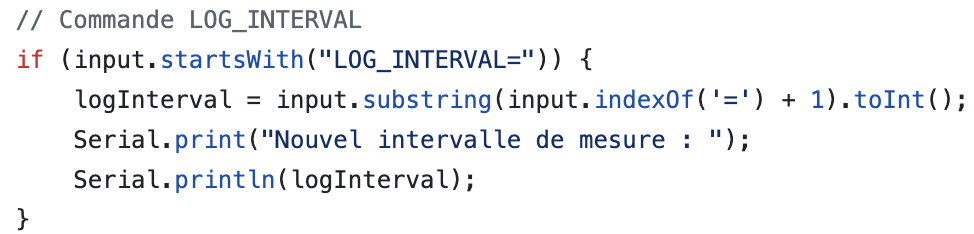 // Commande LOG_INTERVAL
if (input.startsWith("LOG_INTERVAL=")) {
    logInterval = input.substring(input.indexOf('=') + 1).toInt();
    Serial.print("Nouvel intervalle de mesure : ");
    Serial.println(logInterval);
}